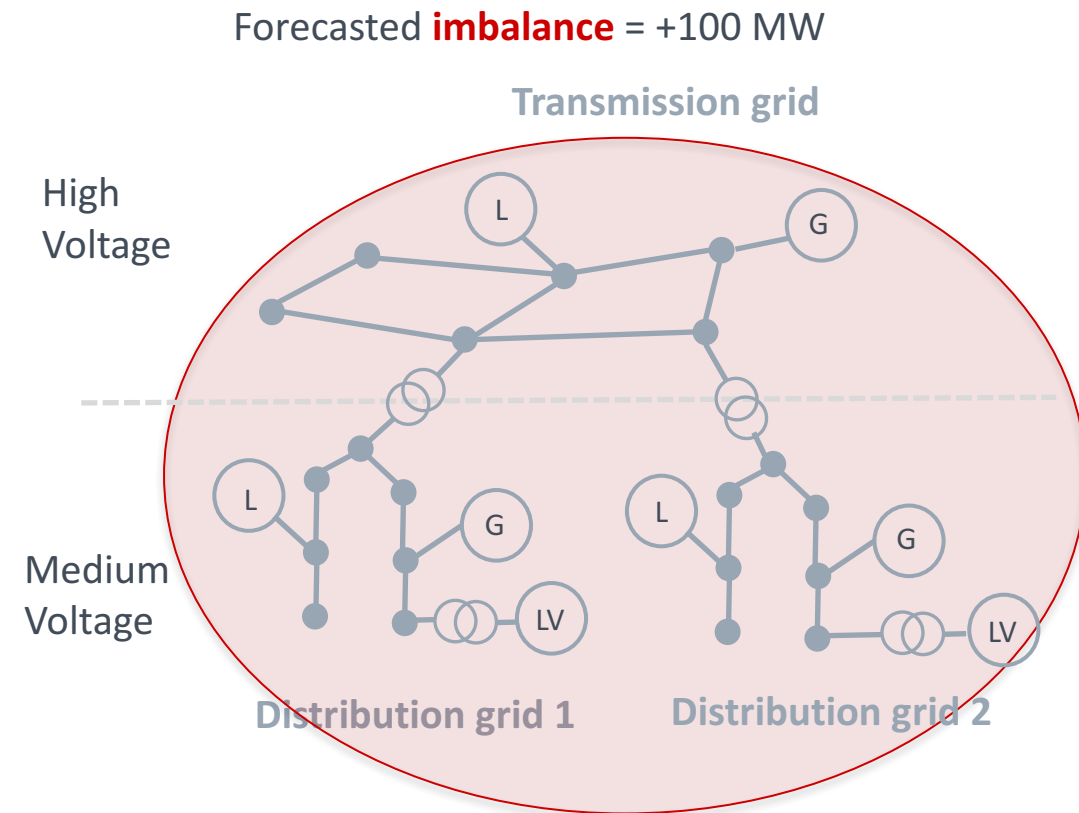 Forecasted imbalance = +100 MW
Transmission grid
High
Voltage
L
G
L
G
L
G
Medium
Voltage
LV
LV
Distribution grid 1
Distribution grid 2